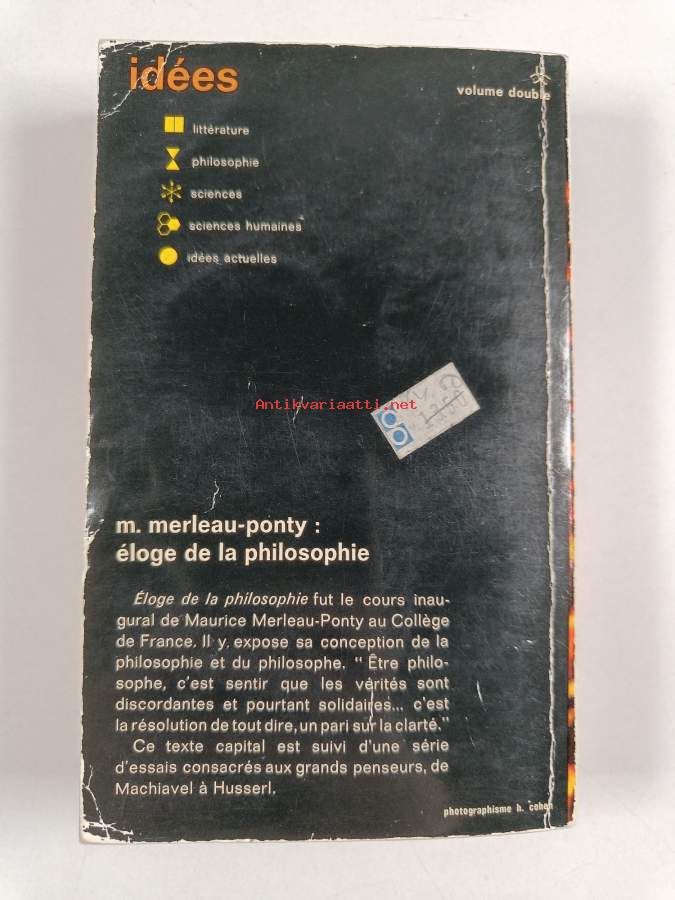 idées
volume double
littérature
philosophie
sciences
sciences humaines
idées actuelles
Antikvariaatti.net
m. merleau-ponty :
éloge de la philosophie
Éloge de la philosophie fut le cours inau-
gural de Maurice Merleau-Ponty au Collège
de France. Il y expose sa conception de la
philosophie et du philosophe. " Être philo-
sophe, c'est sentir que les vérités sont
discordantes et pourtant solidaires... c'est
la résolution de tout dire, un pari sur la clarté."
Ce texte capital est suivi d'une série
d'essais consacrés aux grands penseurs, de
Machiavel à Husserl.
photographisme h. cohen